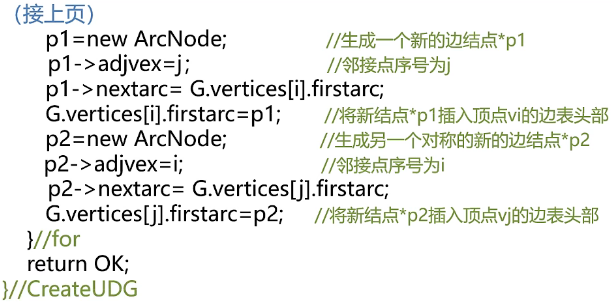 （接上页）
p1=new ArcNode; //生成一个新的边结点*p1
p1->adjvex=j; //邻接点序号为j
p1->nextarc= G.vertices[i].firstarc;
G.vertices[i].firstarc=p1; //将新结点*p1插入顶点vi的边表头部
p2=new ArcNode; //生成另一个对称的新的边结点*p2
p2->adjvex=i; //邻接点序号为i
p2->nextarc= G.vertices[j].firstarc;
G.vertices[j].firstarc=p2; //将新结点*p2插入顶点vj的边表头部
}//for
return OK;
}//CreateUDG